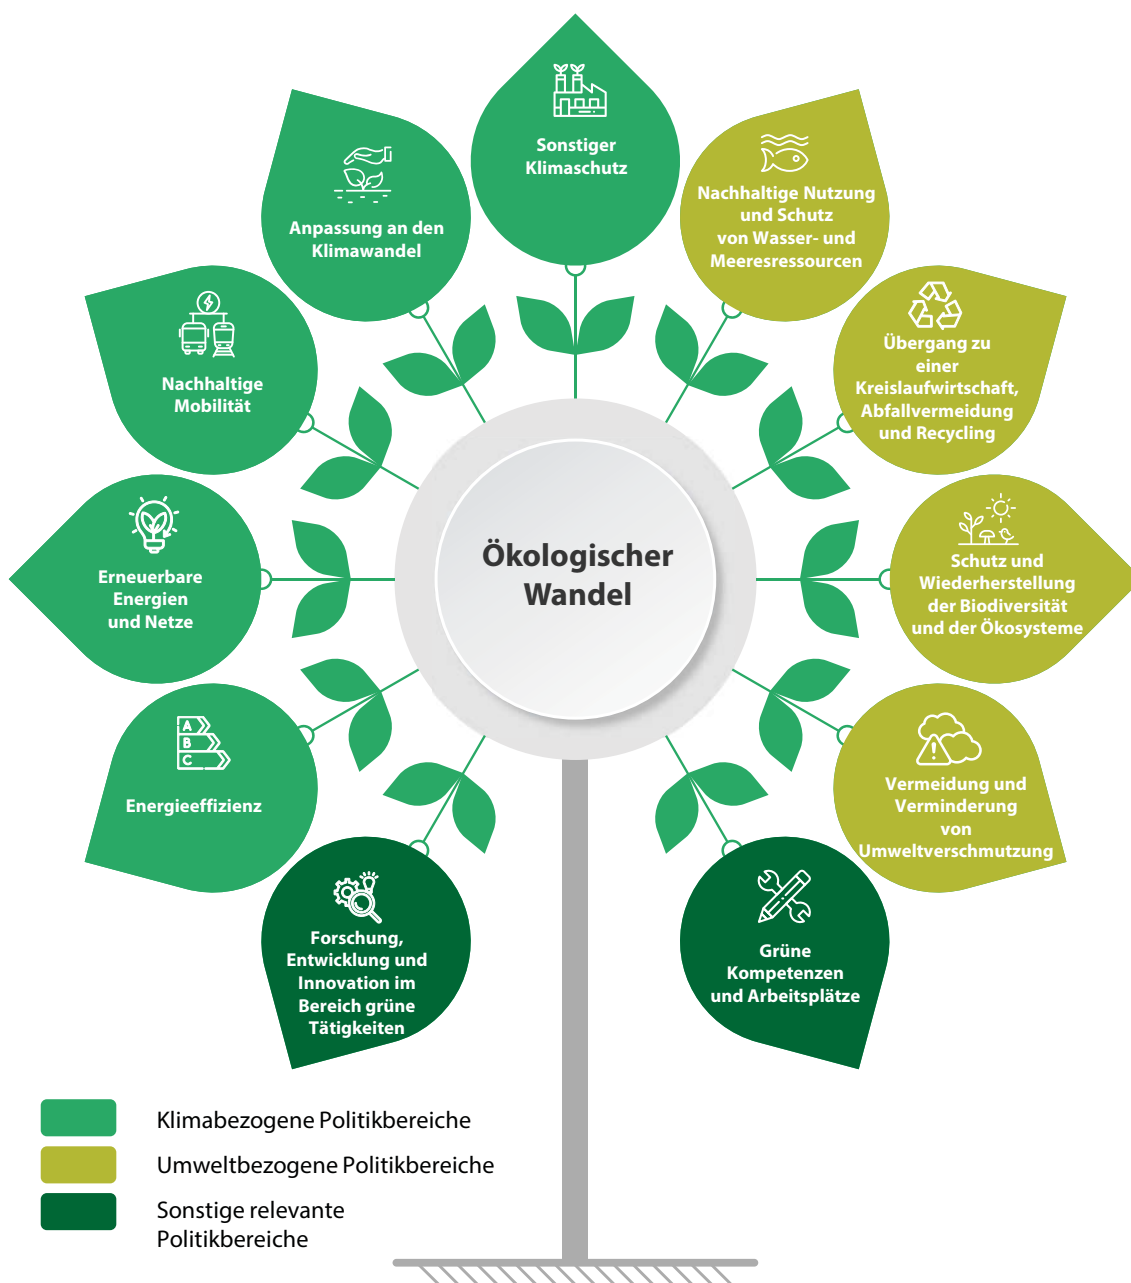 Sonstiger
Klimaschutz
Nachhaltige Nutzung
und Schutz
von Wasser- und
Meeresressourcen
Übergang zu
einer
Kreislaufwirtschaft,
Abfallvermeidung
und Recycling
Schutz und
Wiederherstellung
der Biodiversität
und der Ökosysteme
Vermeidung und
Verminderung
von
Umweltverschmutzung
Grüne
Kompetenzen
und Arbeitsplätze
Forschung,
Entwicklung und
Innovation im
Bereich grüne
Tätigkeiten
A
B
C
Energieeffizienz
Erneuerbare
Energien
und Netze
Nachhaltige
Mobilität
Anpassung an den
Klimawandel
Ökologischer
Wandel
Klimabezogene Politikbereiche
Umweltbezogene Politikbereiche
Sonstige relevante
Politikbereiche